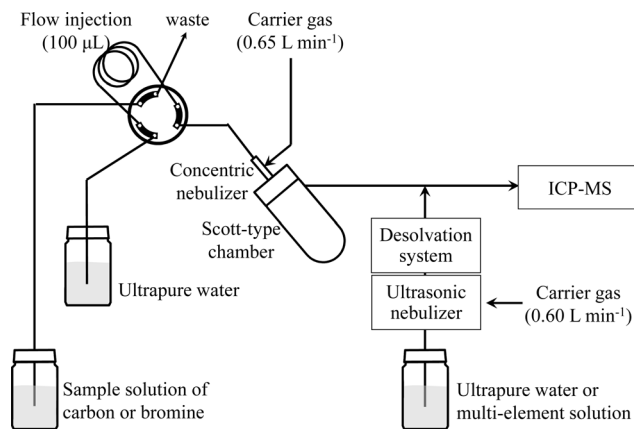 Flow injection
(100 μL)
waste
Carrier gas
(0.65 L min⁻¹)
Concentric
nebulizer
Scott-type
chamber
ICP-MS
Desolvation
system
Ultrasonic
nebulizer
Carrier gas
(0.60 L min⁻¹)
Ultrapure water
Sample solution of
carbon or bromine
Ultrapure water or
multi-element solution